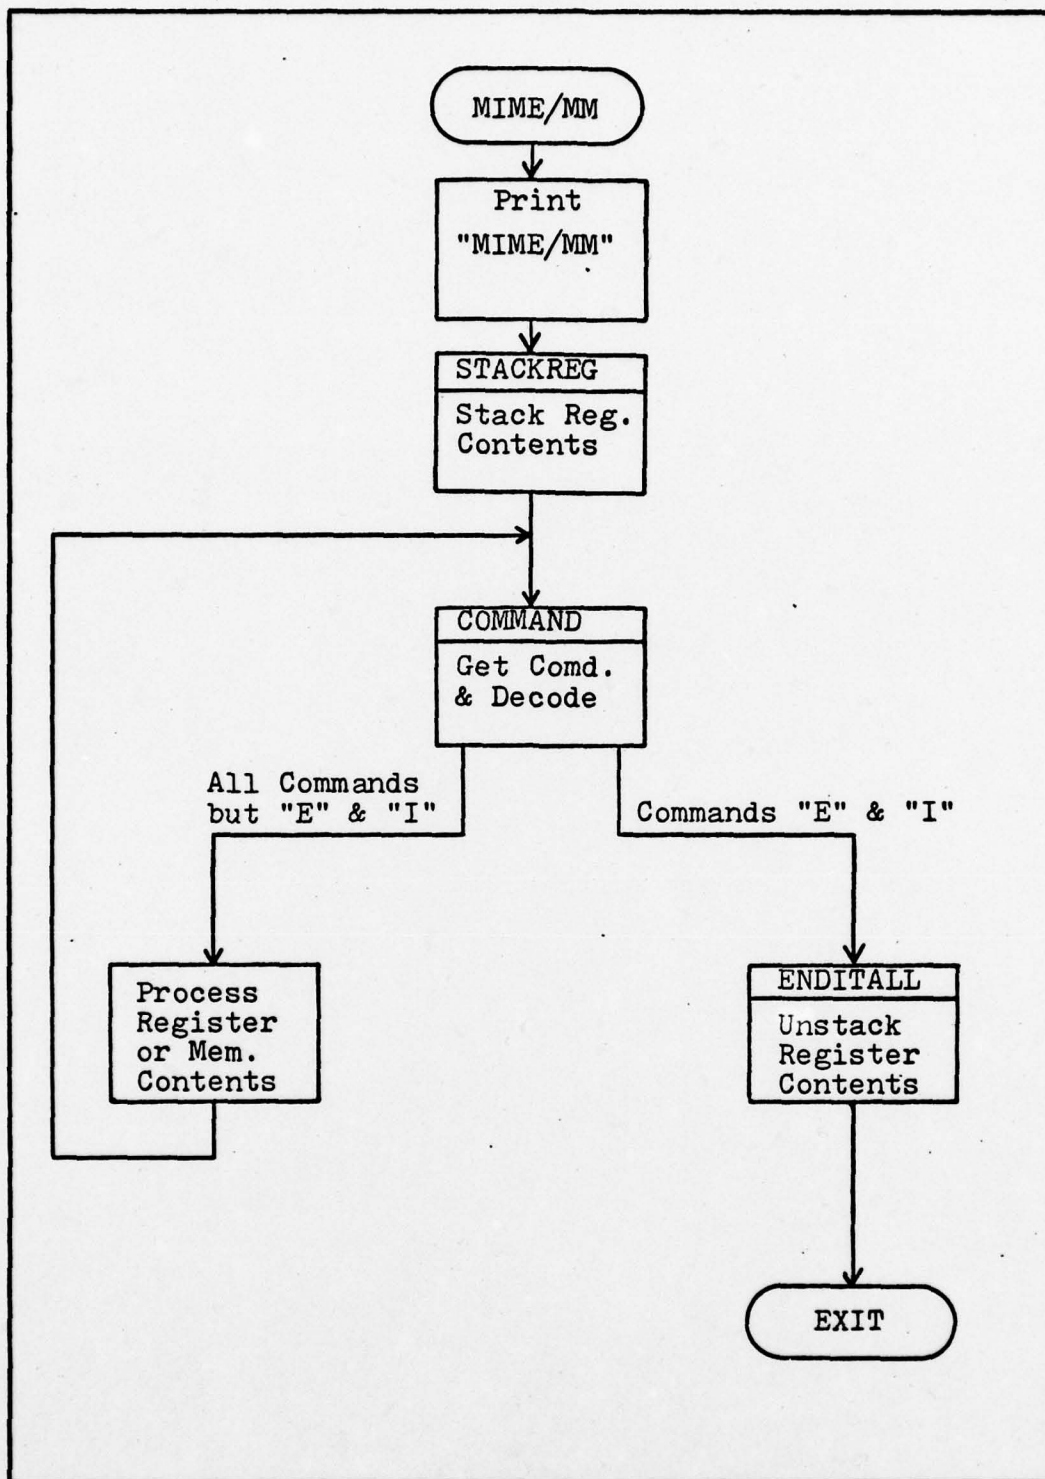 MIME/MM
Print
"MIME/MM"
STACKREG
Stack Reg.
Contents
COMMAND
Get Comd.
& Decode
All Commands
but "E" & "I"
Commands "E" & "I"
Process
Register
or Mem.
Contents
ENDITALL
Unstack
Register
Contents
EXIT